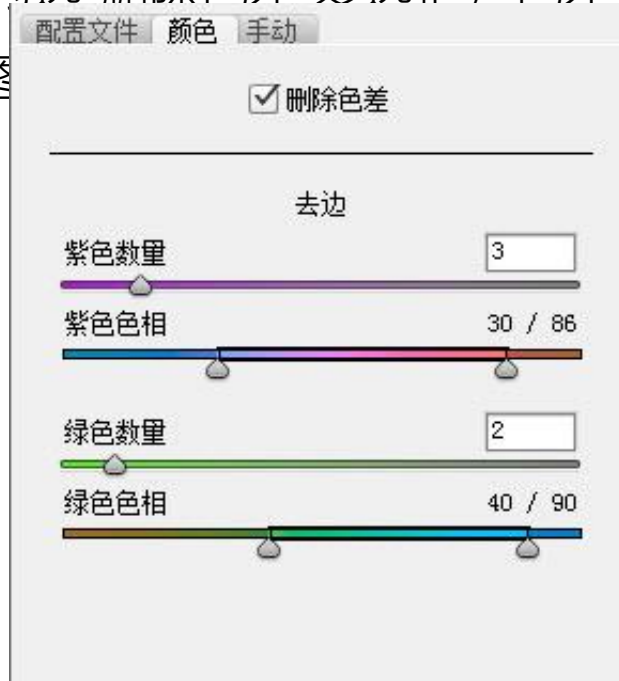 配置文件 颜色 手动
删除色差
去边
紫色数量 3
紫色色相 30 / 86
绿色数量 2
绿色色相 40 / 90